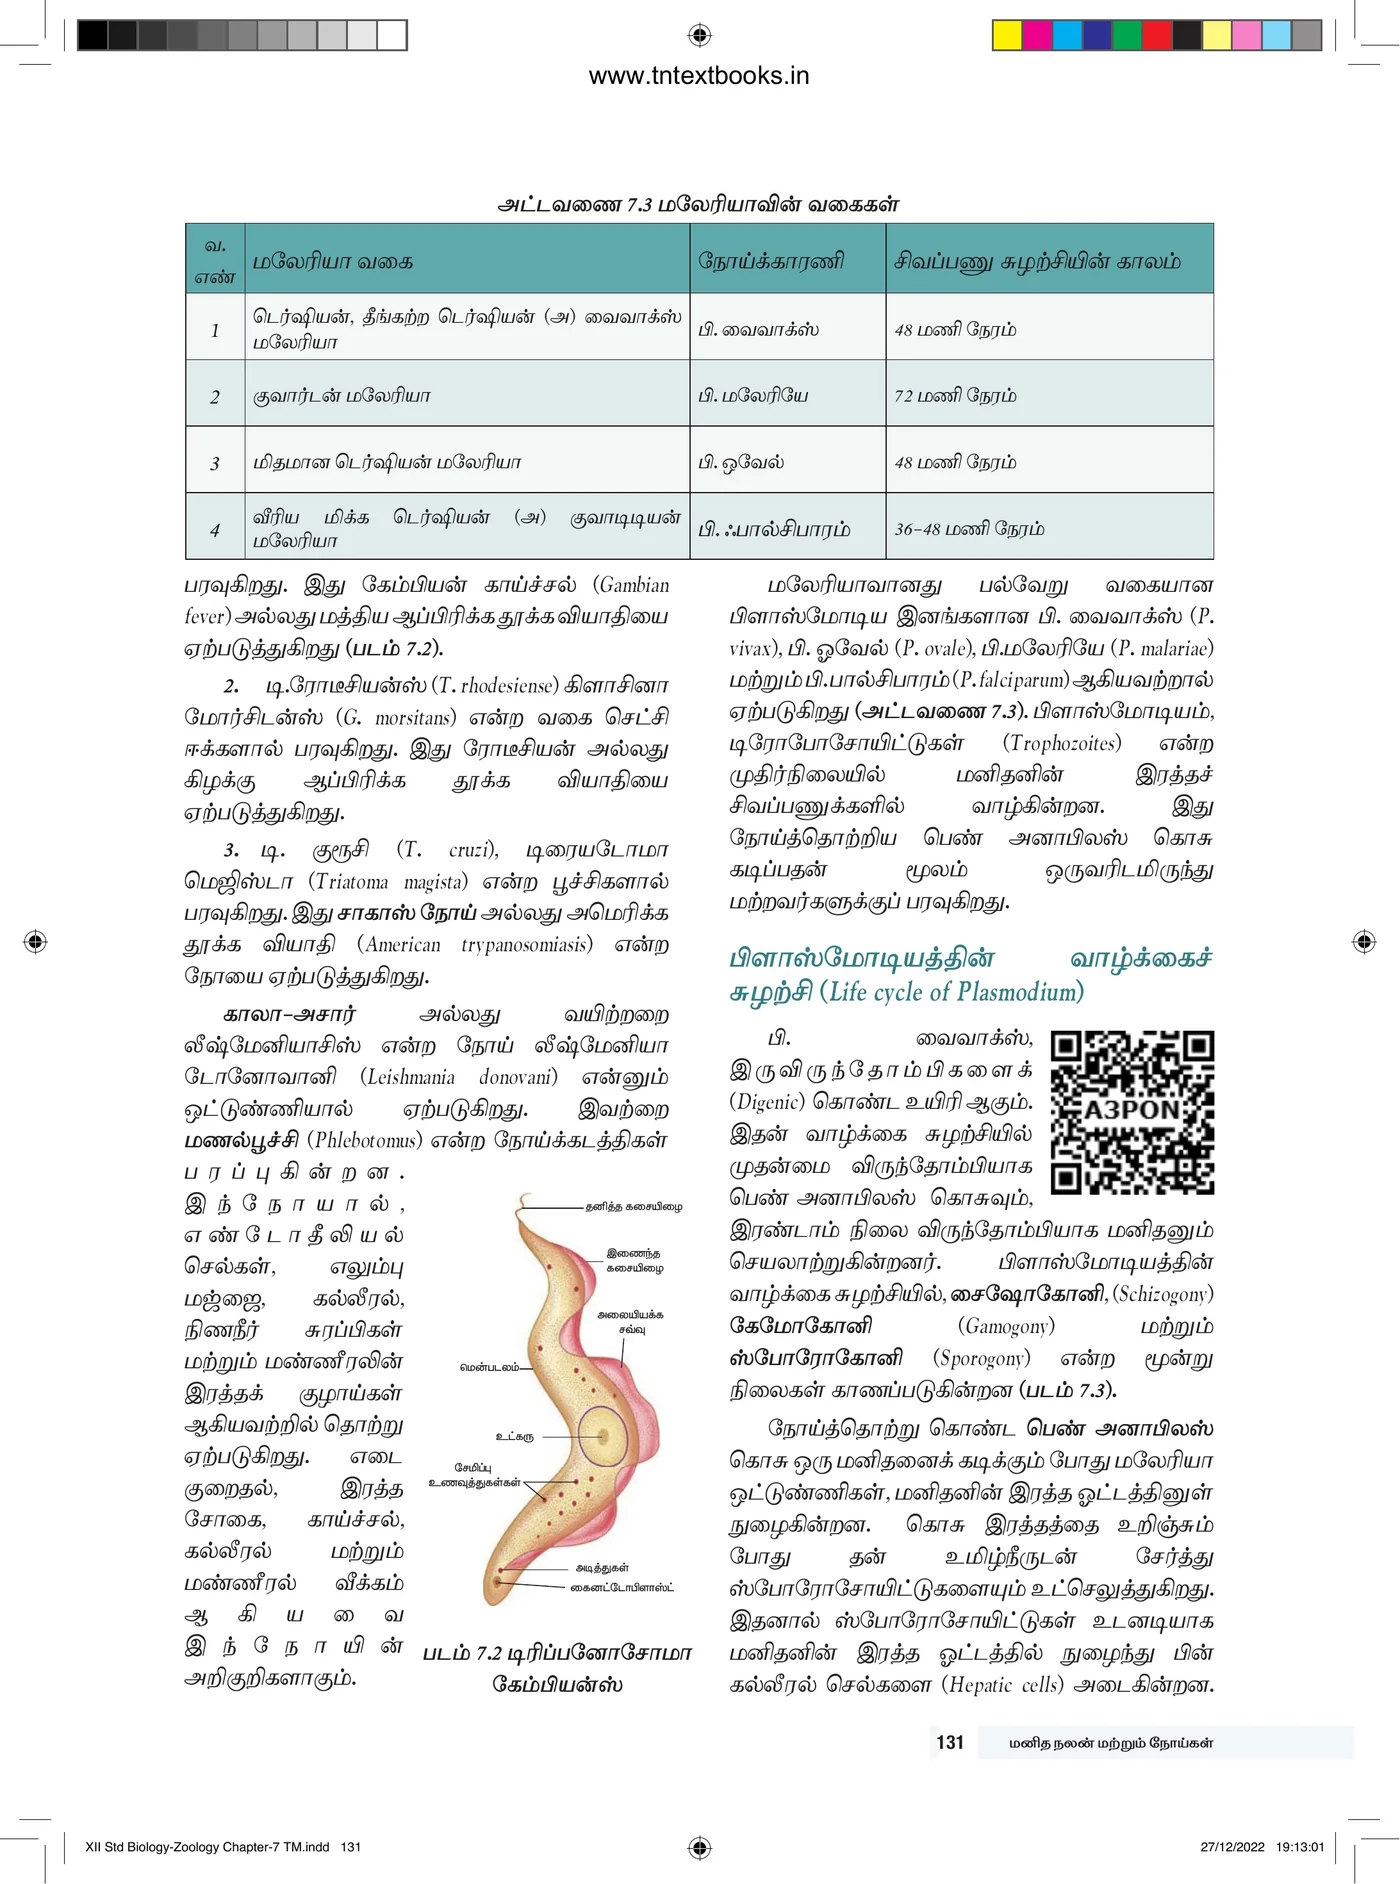 www.tntextbooks.in
அட்டவணை 7.3 மலேரியாவின் வகைகள்
வ. எண்
மலேரியா வகை
நோய்க்காரணி
சிவப்பணு சுழற்சியின் காலம்
1
டெர்ஷியன், தீங்கற்ற டெர்ஷியன் (அ) வைவாக்ஸ்
மலேரியா
பி. வைவாக்ஸ்
48 மணி நேரம்
2
குவார்டன் மலேரியா
பி. மலேரியே
72 மணி நேரம்
3
மிதமான டெர்ஷியன் மலேரியா
பி. ஒவேல்
48 மணி நேரம்
4
வீரிய மிக்க டெர்ஷியன் (அ) குவாடிடியன்
மலேரியா
பி. ஃபால்சிபாரம்
36-48 மணி நேரம்
பரவுகிறது. இது கேம்பியன் காய்ச்சல் (Gambian
fever) அல்லது மத்திய ஆப்பிரிக்க தூக்க வியாதியை
ஏற்படுத்துகிறது (படம் 7.2).
2. டி.ரோடீசியன்ஸ் (T. rhodesiense) கிளாசினா
மோர்சிடன்ஸ் (G. morsitans) என்ற வகை செட்சி
ஈக்களால் பரவுகிறது. இது ரோடீசியன் அல்லது
கிழக்கு ஆப்பிரிக்க தூக்க வியாதியை
ஏற்படுத்துகிறது.
3. டி. குரூசி (T. cruzi), டிரையடோமா
மெஜிஸ்டா (Triatoma magista) என்ற பூச்சிகளால்
பரவுகிறது. இது சாகாஸ் நோய் அல்லது அமெரிக்க
தூக்க வியாதி (American trypanosomiasis) என்ற
நோயை ஏற்படுத்துகிறது.
காலா-அசார் அல்லது வயிற்றறை
லீஷ்மேனியாசிஸ் என்ற நோய் லீஷ்மேனியா
டோனோவானி (Leishmania donovani) என்னும்
ஒட்டுண்ணியால் ஏற்படுகிறது. இவற்றை
மணல்பூச்சி (Phlebotomus) என்ற நோய்க்கடத்திகள்
பரப்புகின்றன.
இந்நோயால்,
எண்டோதீலியல்
செல்கள், எலும்பு
மஜ்ஜை, கல்லீரல்,
நிணநீர் சுரப்பிகள்
மற்றும் மண்ணீரலின்
இரத்தக் குழாய்கள்
ஆகியவற்றில் தொற்று
ஏற்படுகிறது. எடை
குறைதல், இரத்த
சோகை, காய்ச்சல்,
கல்லீரல் மற்றும்
மண்ணீரல் வீக்கம்
ஆகியவை
இந்நோயின்
அறிகுறிகளாகும்.
தனித்த கசையிழை
இணைந்த
கசையிழை
அலையியக்க
சவ்வு
மென்படலம்
உட்கரு
சேமிப்பு
உணவுத்துகள்கள்
அடித்துகள்
கைனட்டோபிளாஸ்ட்
படம் 7.2 டிரிப்பனோசோமா
கேம்பியன்ஸ்
மலேரியாவானது பல்வேறு வகையான
பிளாஸ்மோடிய இனங்களான பி. வைவாக்ஸ் (P.
vivax), பி. ஓவேல் (P. ovale), பி.மலேரியே (P. malariae)
மற்றும் பி.பால்சிபாரம் (P.falciparum) ஆகியவற்றால்
ஏற்படுகிறது (அட்டவணை 7.3). பிளாஸ்மோடியம்,
டிரோபோசோயிட்டுகள் (Trophozoites) என்ற
முதிர்நிலையில் மனிதனின் இரத்தச்
சிவப்பணுக்களில் வாழ்கின்றன. இது
நோய்த்தொற்றிய பெண் அனாபிலஸ் கொசு
கடிப்பதன் மூலம் ஒருவரிடமிருந்து
மற்றவர்களுக்குப் பரவுகிறது.
பிளாஸ்மோடியத்தின் வாழ்க்கைச்
சுழற்சி (Life cycle of Plasmodium)
பி. வைவாக்ஸ்,
இருவிருந்தோம்பிகளைக்
(Digenic) கொண்ட உயிரி ஆகும்.
இதன் வாழ்க்கை சுழற்சியில்
முதன்மை விருந்தோம்பியாக
பெண் அனாபிலஸ் கொசுவும்,
இரண்டாம் நிலை விருந்தோம்பியாக மனிதனும்
செயலாற்றுகின்றனர். பிளாஸ்மோடியத்தின்
வாழ்க்கை சுழற்சியில், சைஷோகோனி, (Schizogony)
கேமோகோனி (Gamogony) மற்றும்
ஸ்போரோகோனி (Sporogony) என்ற மூன்று
நிலைகள் காணப்படுகின்றன (படம் 7.3).
A3PON
நோய்த்தொற்று கொண்ட பெண் அனாபிலஸ்
கொசு ஒரு மனிதனைக் கடிக்கும் போது மலேரியா
ஒட்டுண்ணிகள், மனிதனின் இரத்த ஓட்டத்தினுள்
நுழைகின்றன. கொசு இரத்தத்தை உறிஞ்சும்
போது தன் உமிழ்நீருடன் சேர்த்து
ஸ்போரோசோயிட்டுகளையும் உட்செலுத்துகிறது.
இதனால் ஸ்போரோசோயிட்டுகள் உடனடியாக
மனிதனின் இரத்த ஓட்டத்தில் நுழைந்து பின்
கல்லீரல் செல்களை (Hepatic cells) அடைகின்றன.
131 மனித நலன் மற்றும் நோய்கள்
XII Std Biology-Zoology Chapter-7 TM.indd 131
27/12/2022 19:13:01